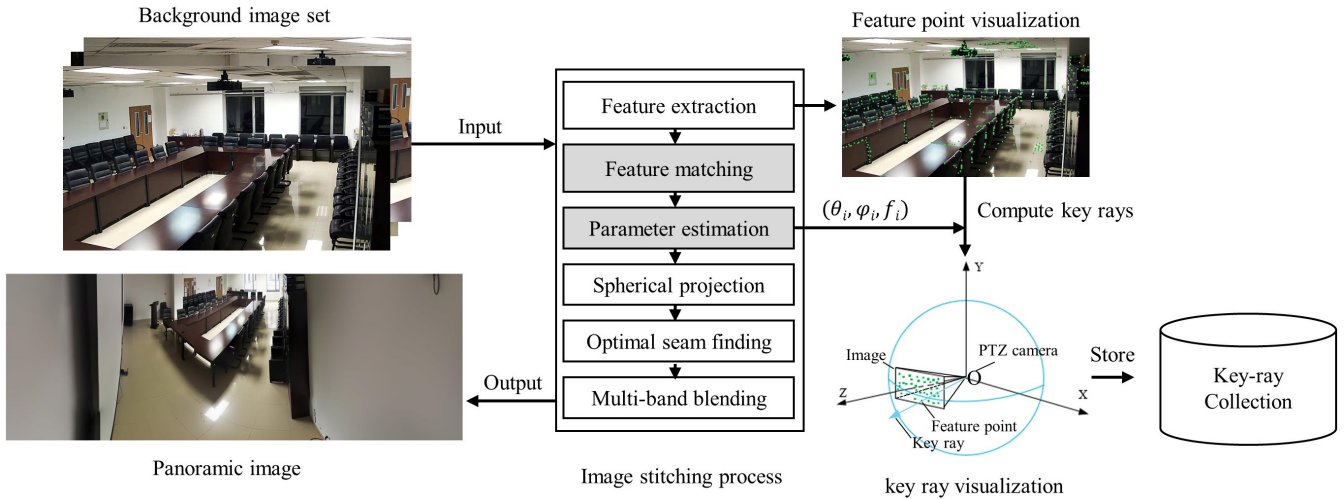 Background image set
Feature point visualization
Input
Feature extraction
Feature matching
Parameter estimation
Spherical projection
Optimal seam finding
Multi-band blending
(θᵢ, φᵢ, fᵢ)
Compute key rays
Y
PTZ camera
Image
O
Z
X
Feature point
Key ray
Store
Key-ray
Collection
Output
Panoramic image
Image stitching process
key ray visualization